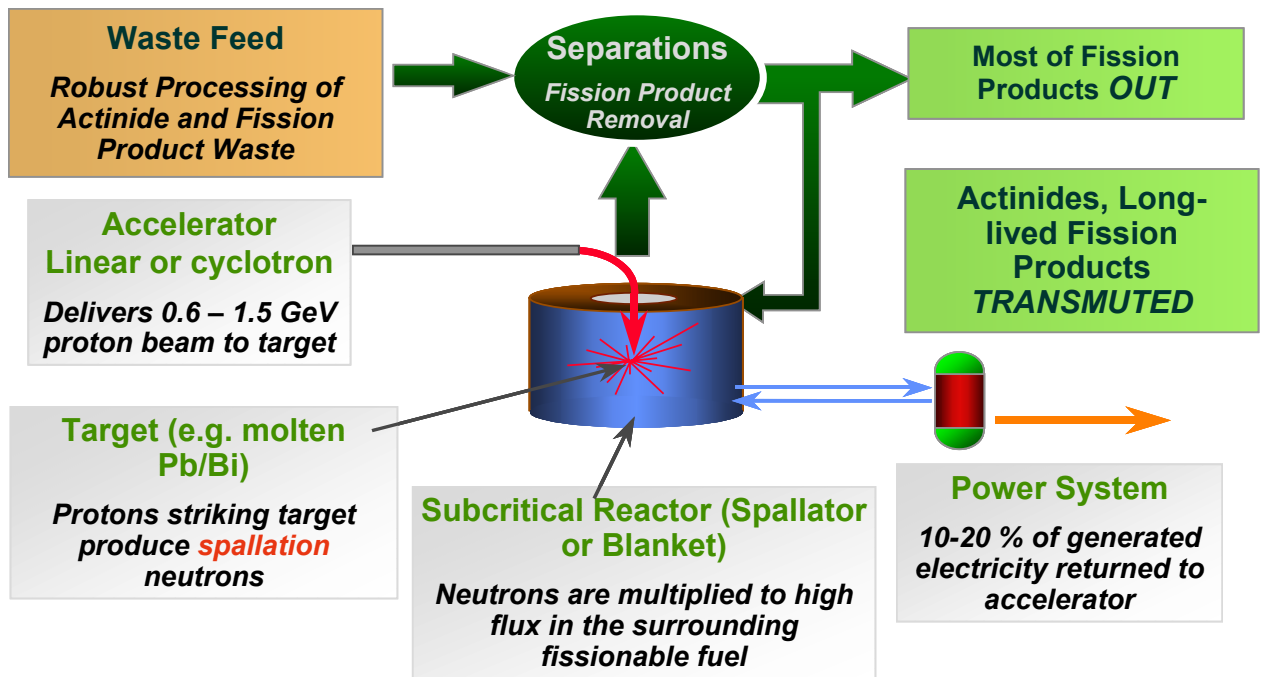 Waste Feed
Robust Processing of
Actinide and Fission
Product Waste
Separations
Fission Product
Removal
Most of Fission
Products OUT
Accelerator
Linear or cyclotron
Delivers 0.6 – 1.5 GeV
proton beam to target
Actinides, Long-
lived Fission
Products
TRANSMUTED
Target (e.g. molten
Pb/Bi)
Protons striking target
produce spallation
neutrons
Subcritical Reactor (Spallator
or Blanket)
Neutrons are multiplied to high
flux in the surrounding
fissionable fuel
Power System
10-20 % of generated
electricity returned to
accelerator